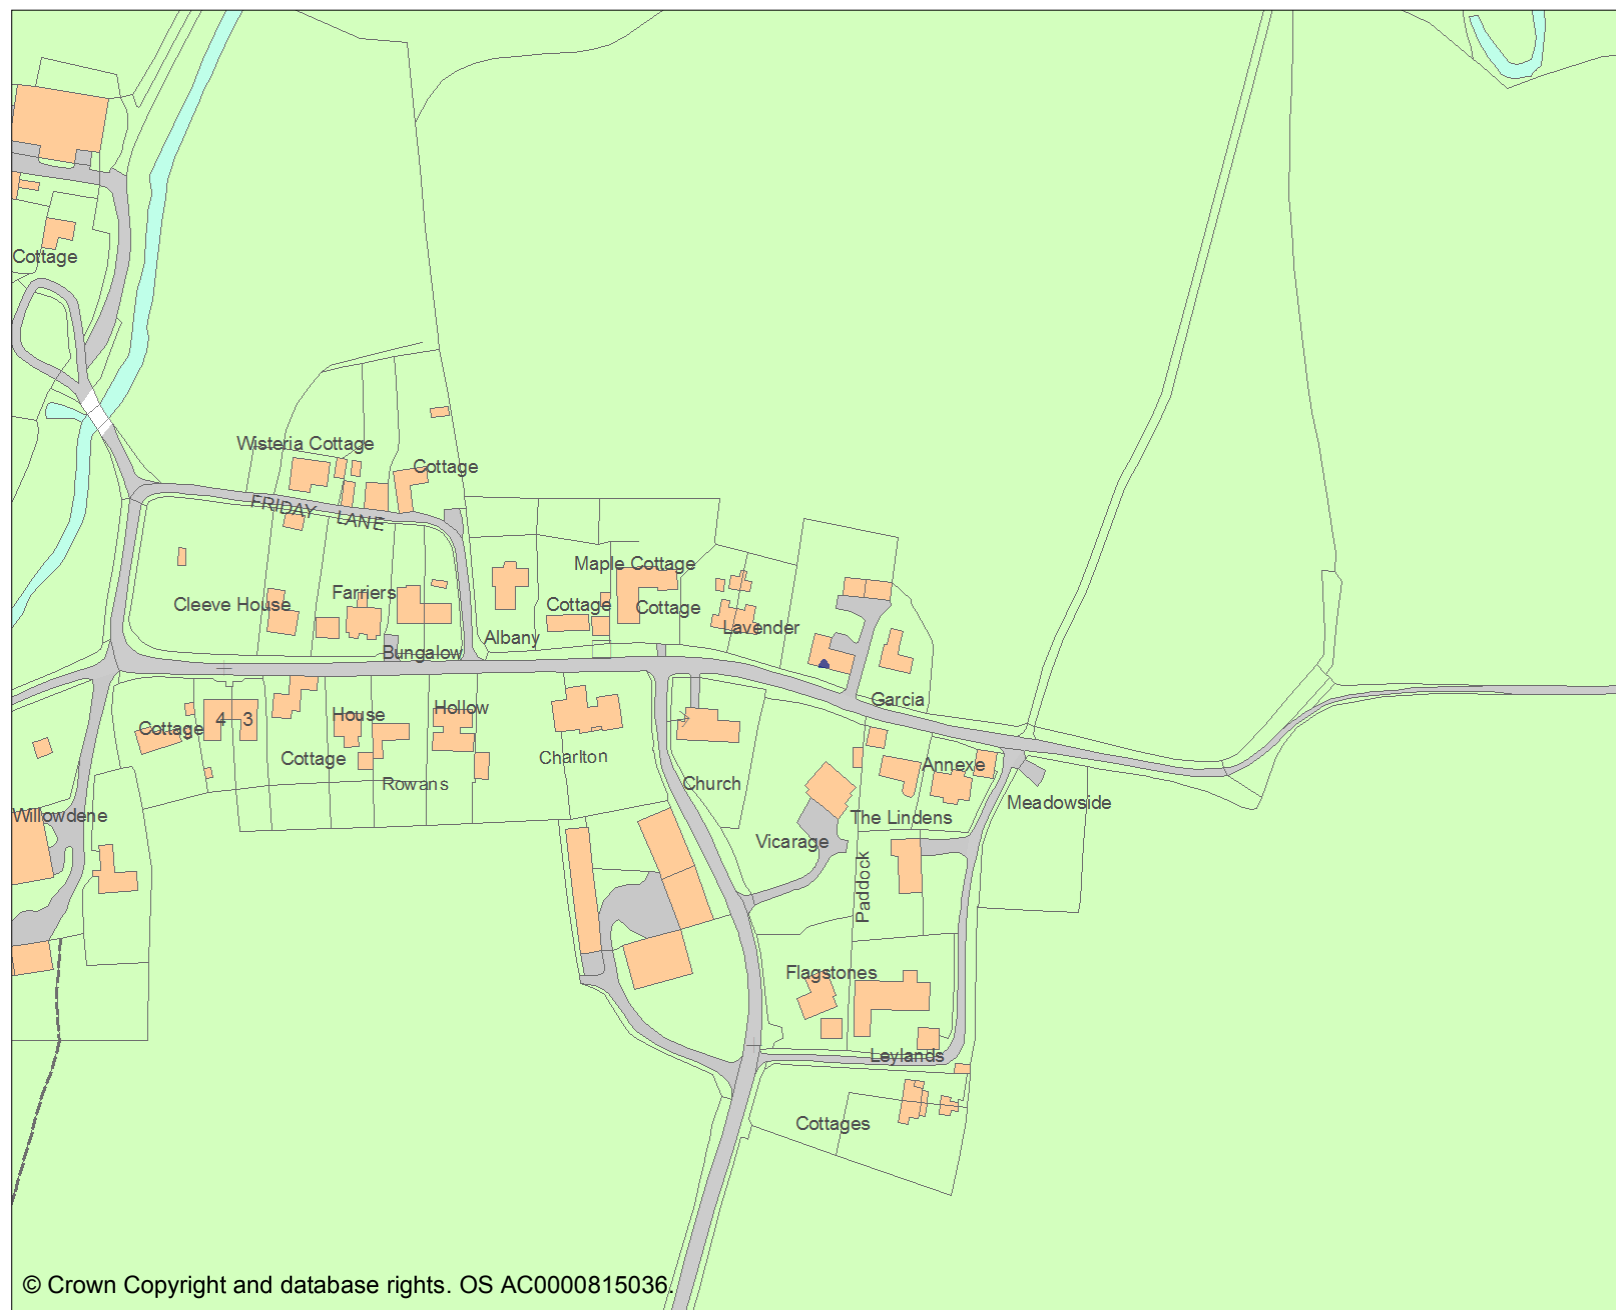 Cottage
Wisteria Cottage
Cottage
FRIDAY LANE
Maple Cottage
Farriers
Cleeve House
Cottage
Cottage
Lavender
Albany
Bungalow
Garcia
Hollow
House
4 3
Cottage
Cottage
Charlton
Annexe
Rowans
Church
Meadowside
Willowdene
The Lindens
Vicarage
Paddock
Flagstones
Leylands
Cottages
© Crown Copyright and database rights. OS AC0000815036.